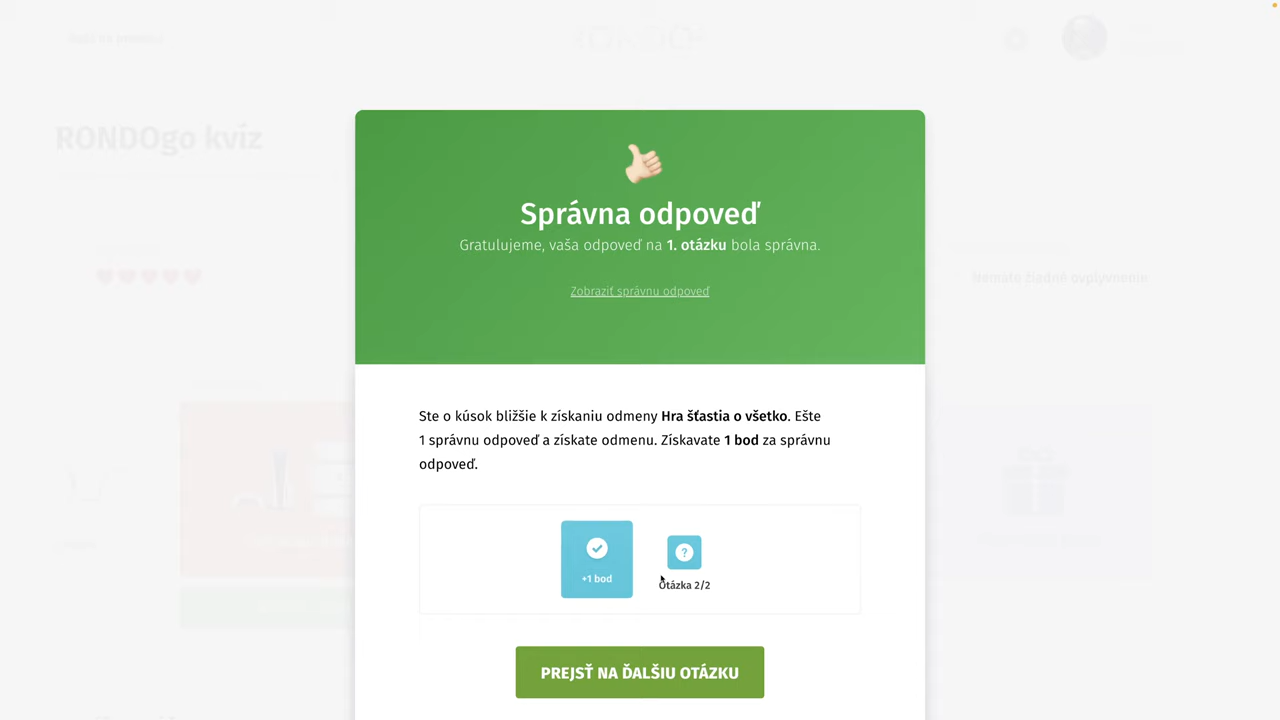 RONDOgo kvíz
👍🏻
Správna odpoveď
Gratulujeme, vaša odpoveď na 1. otázku bola správna.
Zobraziť správnu odpoveď
Ste o kúsok bližšie k získaniu odmeny Hra šťastia o všetko. Ešte
1 správnu odpoveď a získate odmenu. Získavate 1 bod za správnu
odpoveď.
+1 bod
?
Otázka 2/2
PREJSŤ NA ĎALŠIU OTÁZKU